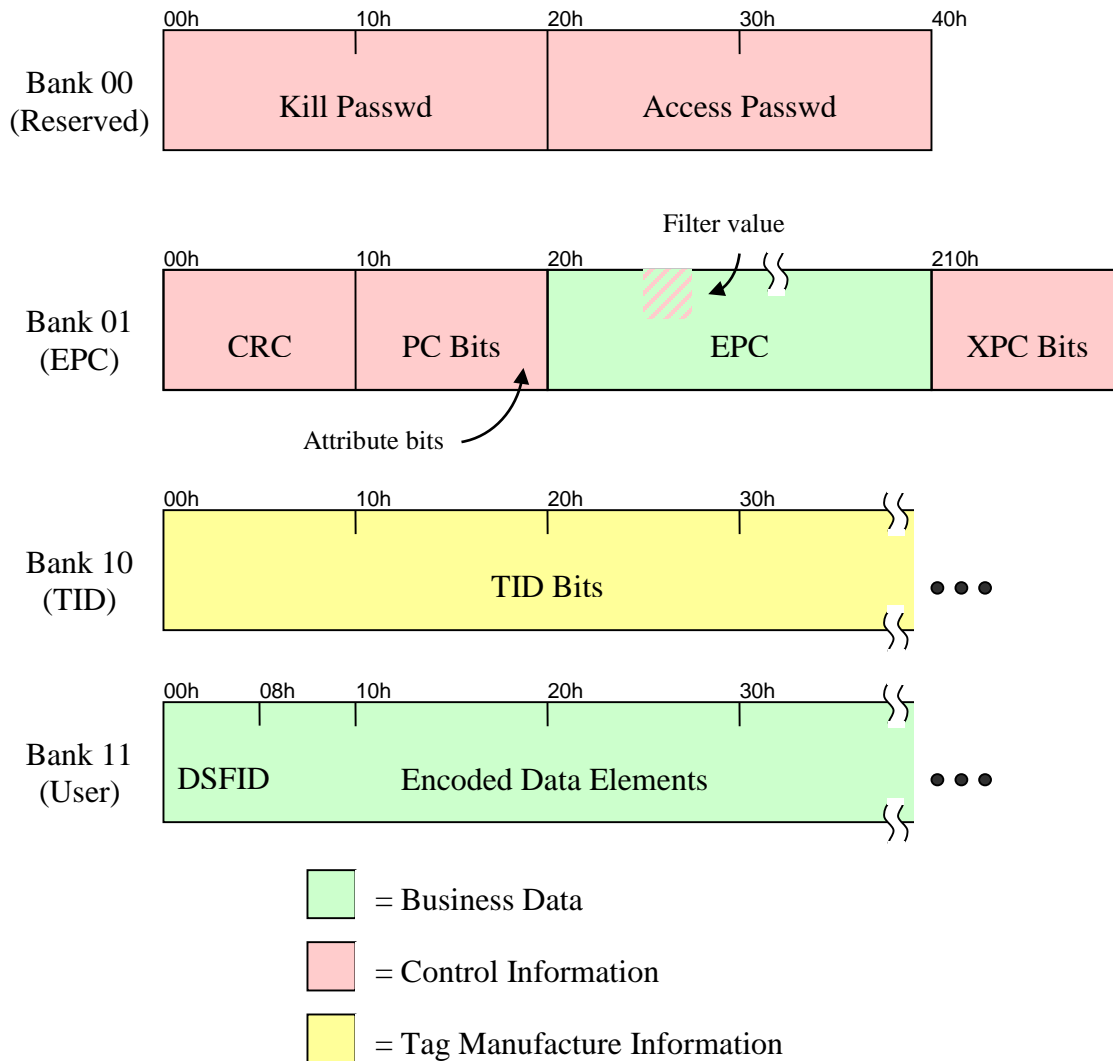 00h 10h 20h 30h 40h
Bank 00
(Reserved)
Kill Passwd
Access Passwd
Filter value
00h 10h 20h 30h 210h
Bank 01
(EPC)
CRC
PC Bits
EPC
XPC Bits
Attribute bits
00h 10h 20h 30h
Bank 10
(TID)
TID Bits
00h 08h 10h 20h 30h
Bank 11
(User)
DSFID
Encoded Data Elements
= Business Data
= Control Information
= Tag Manufacture Information